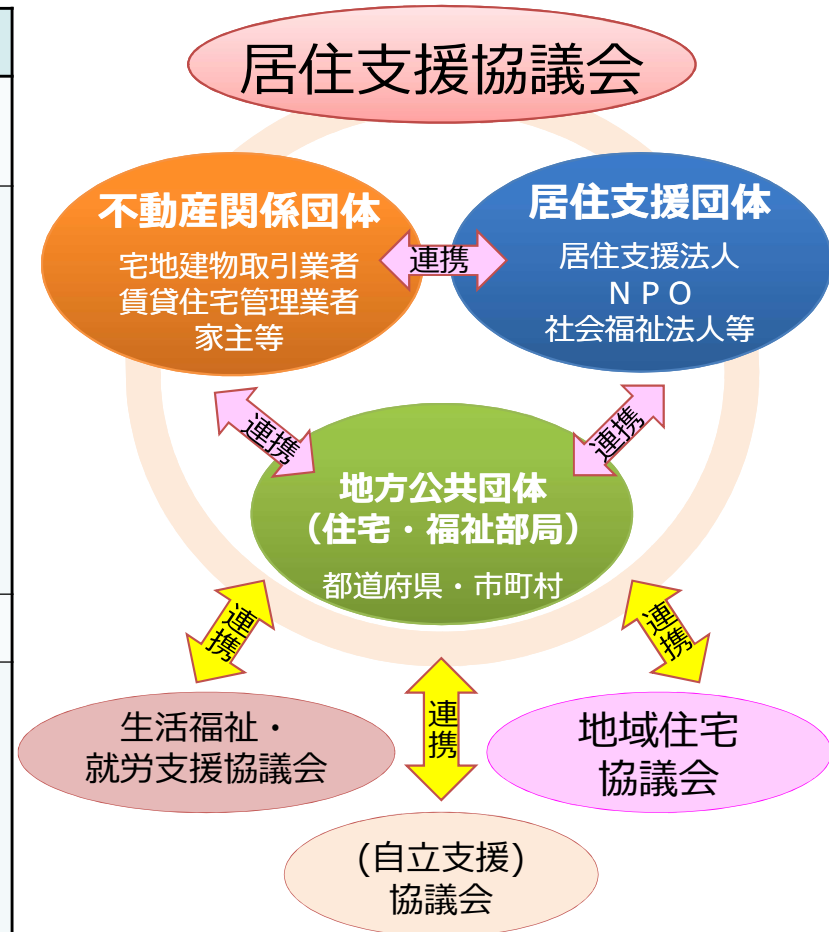 居住支援協議会
不動産関係団体
宅地建物取引業者
賃貸住宅管理業者
家主等
連携
居住支援団体
居住支援法人
ＮＰＯ
社会福祉法人等
連携
連携
地方公共団体
（住宅・福祉部局）
都道府県・市町村
連携
連携
連携
生活福祉・
就労支援協議会
地域住宅
協議会
(自立支援)
協議会